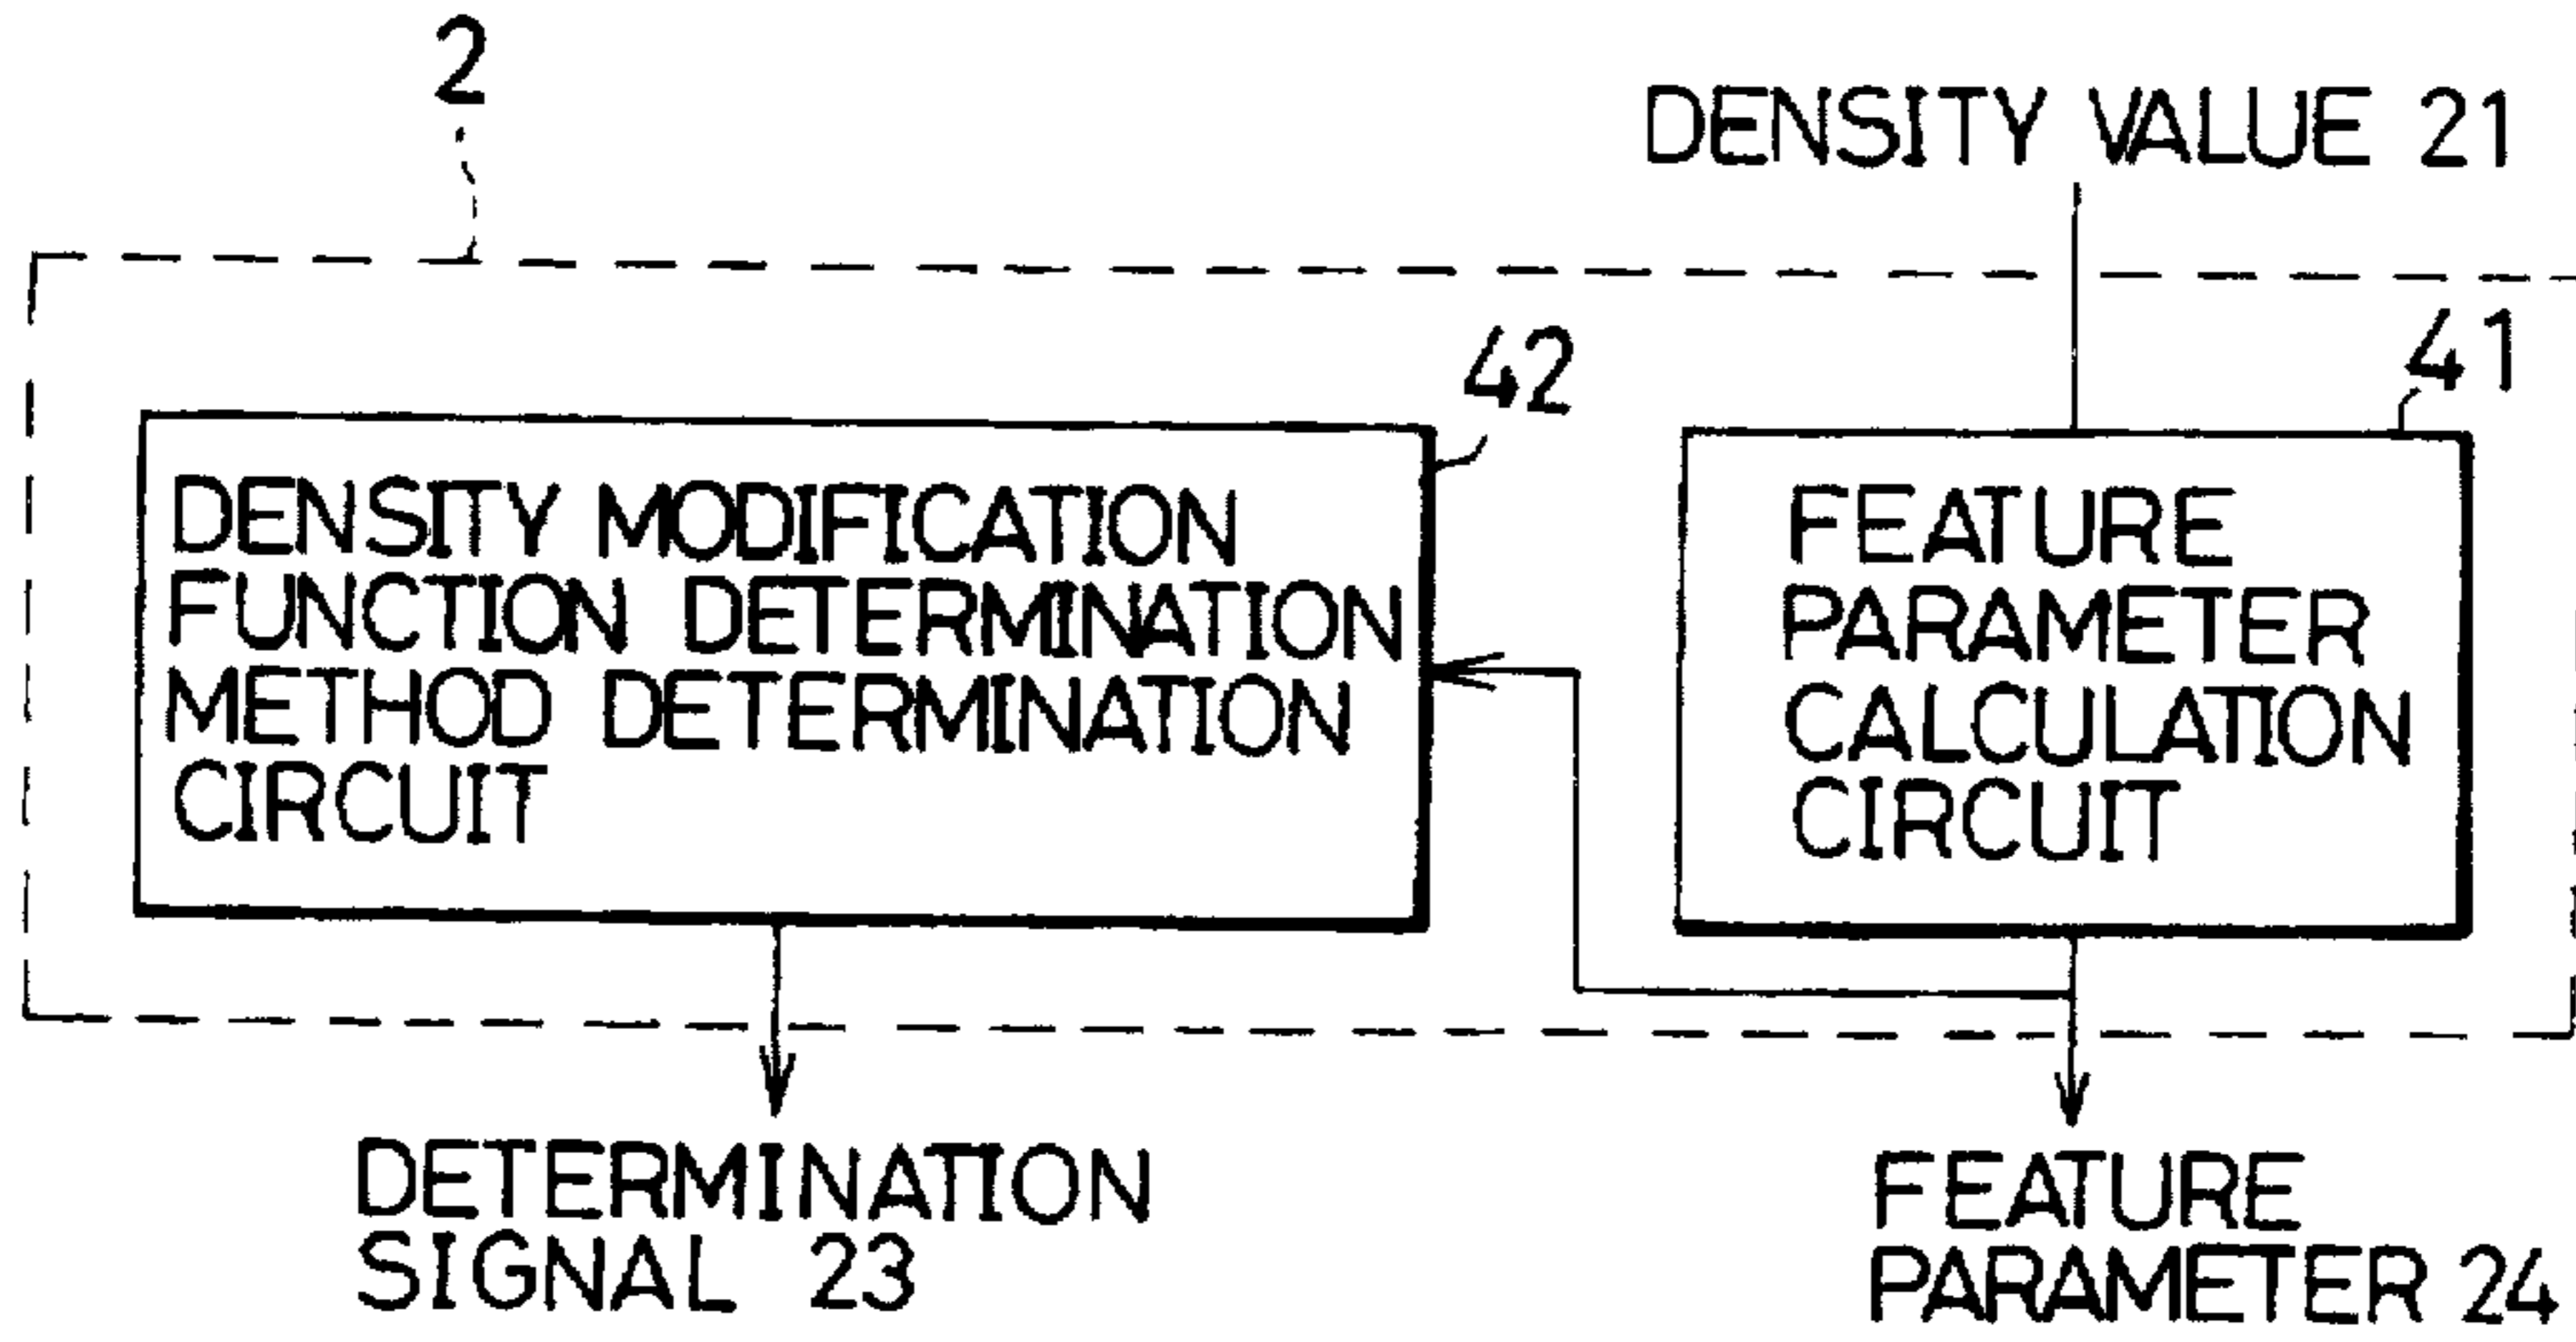 2
DENSITY VALUE 21
42
41
DENSITY MODIFICATION
FUNCTION DETERMINATION
METHOD DETERMINATION
CIRCUIT
FEATURE
PARAMETER
CALCULATION
CIRCUIT
DETERMINATION
SIGNAL 23
FEATURE
PARAMETER 24